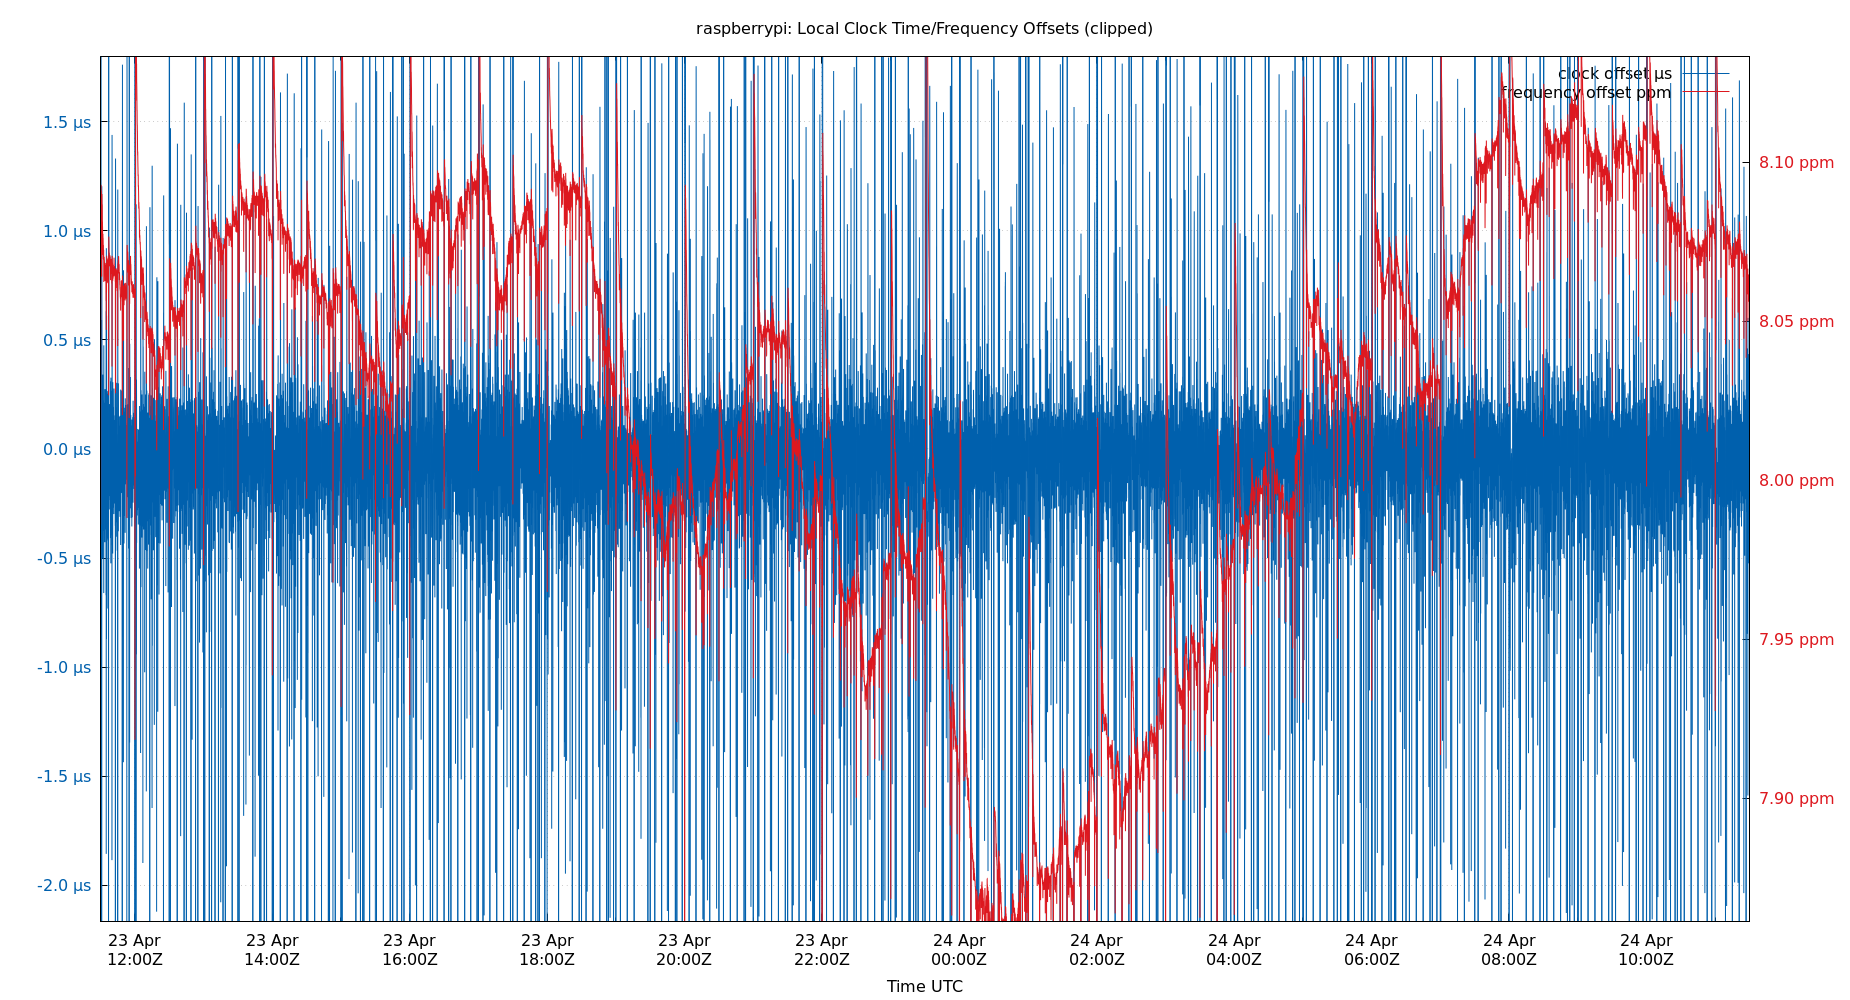 raspberrypi: Local Clock Time/Frequency Offsets (clipped)
clock offset µs
frequency offset ppm
1.5 µs
1.0 µs
0.5 µs
0.0 µs
-0.5 µs
-1.0 µs
-1.5 µs
-2.0 µs
8.10 ppm
8.05 ppm
8.00 ppm
7.95 ppm
7.90 ppm
23 Apr 23 Apr 23 Apr 23 Apr 23 Apr 23 Apr 24 Apr 24 Apr 24 Apr 24 Apr 24 Apr 24 Apr
12:00Z 14:00Z 16:00Z 18:00Z 20:00Z 22:00Z 00:00Z 02:00Z 04:00Z 06:00Z 08:00Z 10:00Z
Time UTC